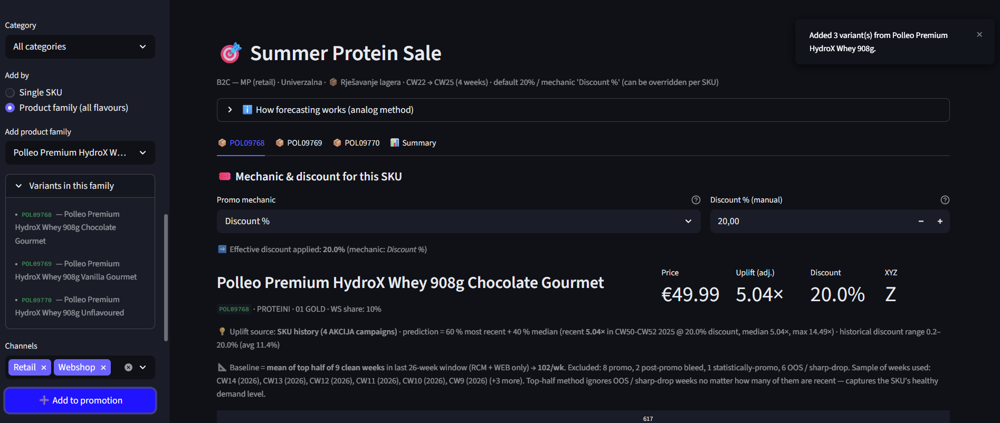 Category
All categories
Add by
Single SKU
Product family (all flavours)
Add product family
Polleo Premium HydroX W...
Variants in this family
• POL09768 — Polleo Premium
HydroX Whey 908g Chocolate
Gourmet
• POL09769 — Polleo Premium
HydroX Whey 908g Vanilla Gourmet
• POL09770 — Polleo Premium
HydroX Whey 908g Unflavoured
Channels
Retail ×
Webshop ×
Add to promotion
Summer Protein Sale
B2C — MP (retail) · Univerzalna · Rješavanje lagera · CW22 → CW25 (4 weeks) · default 20% / mechanic 'Discount %' (can be overridden per SKU)
How forecasting works (analog method)
POL09768
POL09769
POL09770
Summary
Mechanic & discount for this SKU
Promo mechanic
Discount %
Discount % (manual)
20,00
Effective discount applied: 20.0% (mechanic: Discount %)
Polleo Premium HydroX Whey 908g Chocolate Gourmet
Price
€49.99
Uplift (adj.)
5.04×
Discount
20.0%
XYZ
Z
POL09768 · PROTEINI · 01 GOLD · WS share: 10%
Uplift source: SKU history (4 AKCIJA campaigns) · prediction = 60 % most recent + 40 % median (recent 5.04× in CW50-CW52 2025 @ 20.0% discount, median 5.04×, max 14.49×) · historical discount range 0.2–
20.0% (avg 11.4%)
Baseline = mean of top half of 9 clean weeks in last 26-week window (RCM + WEB only) → 102/wk. Excluded: 8 promo, 2 post-promo bleed, 1 statistically-promo, 6 OOS / sharp-drop. Sample of weeks used:
CW14 (2026), CW13 (2026), CW12 (2026), CW11 (2026), CW10 (2026), CW9 (2026) (+3 more). Top-half method ignores OOS / sharp-drop weeks no matter how many of them are recent — captures the SKU's healthy
demand level.
617
Added 3 variant(s) from Polleo Premium
HydroX Whey 908g.